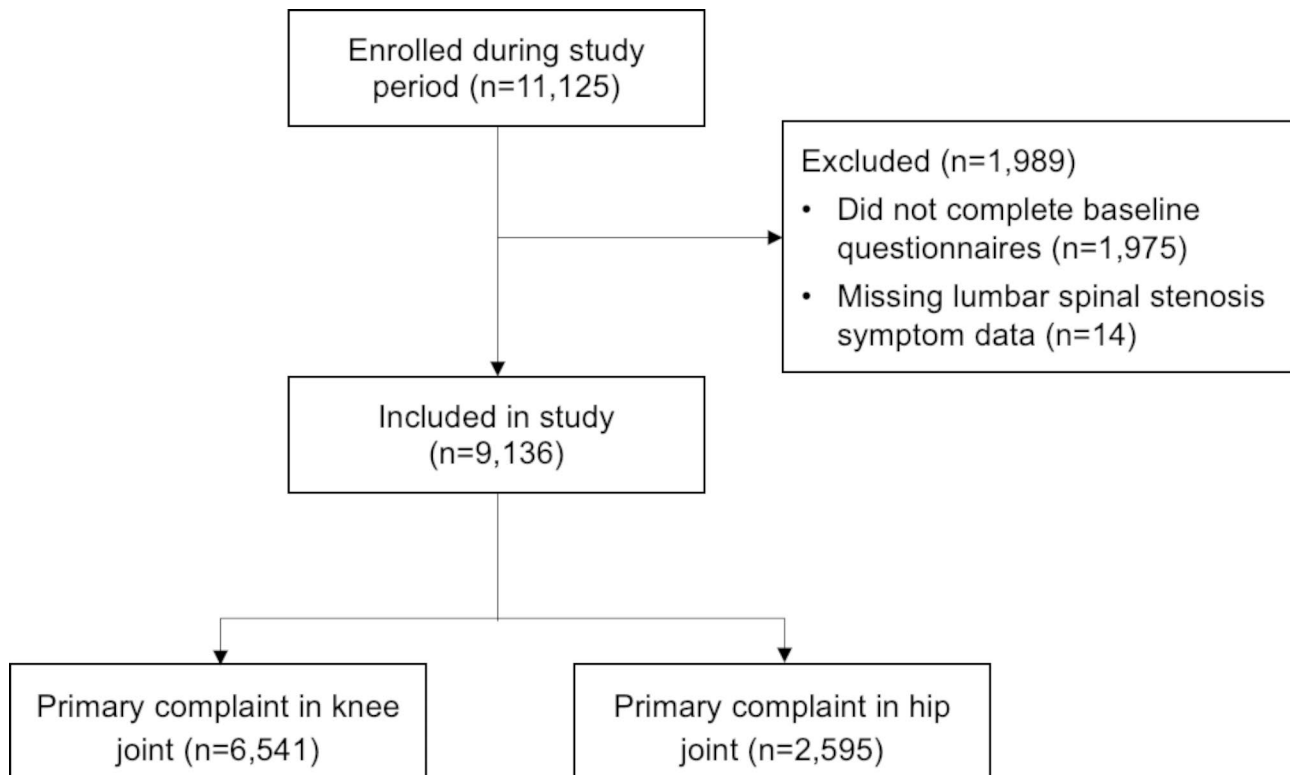 Enrolled during study
period (n=11,125)
Excluded (n=1,989)
• Did not complete baseline
questionnaires (n=1,975)
• Missing lumbar spinal stenosis
symptom data (n=14)
Included in study
(n=9,136)
Primary complaint in knee
joint (n=6,541)
Primary complaint in hip
joint (n=2,595)